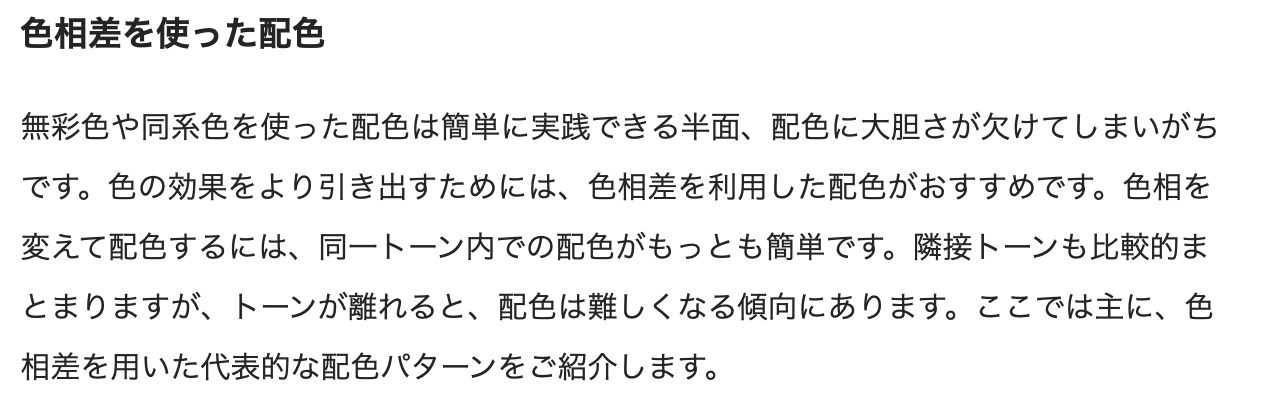 色相差を使った配色
無彩色や同系色を使った配色は簡単に実践できる半面、配色に大胆さが欠けてしまいがち
です。色の効果をより引き出すためには、色相差を利用した配色がおすすめです。色相を
変えて配色するには、同一トーン内での配色がもっとも簡単です。隣接トーンも比較的ま
とまりますが、トーンが離れると、配色は難しくなる傾向にあります。ここでは主に、色
相差を用いた代表的な配色パターンをご紹介します。